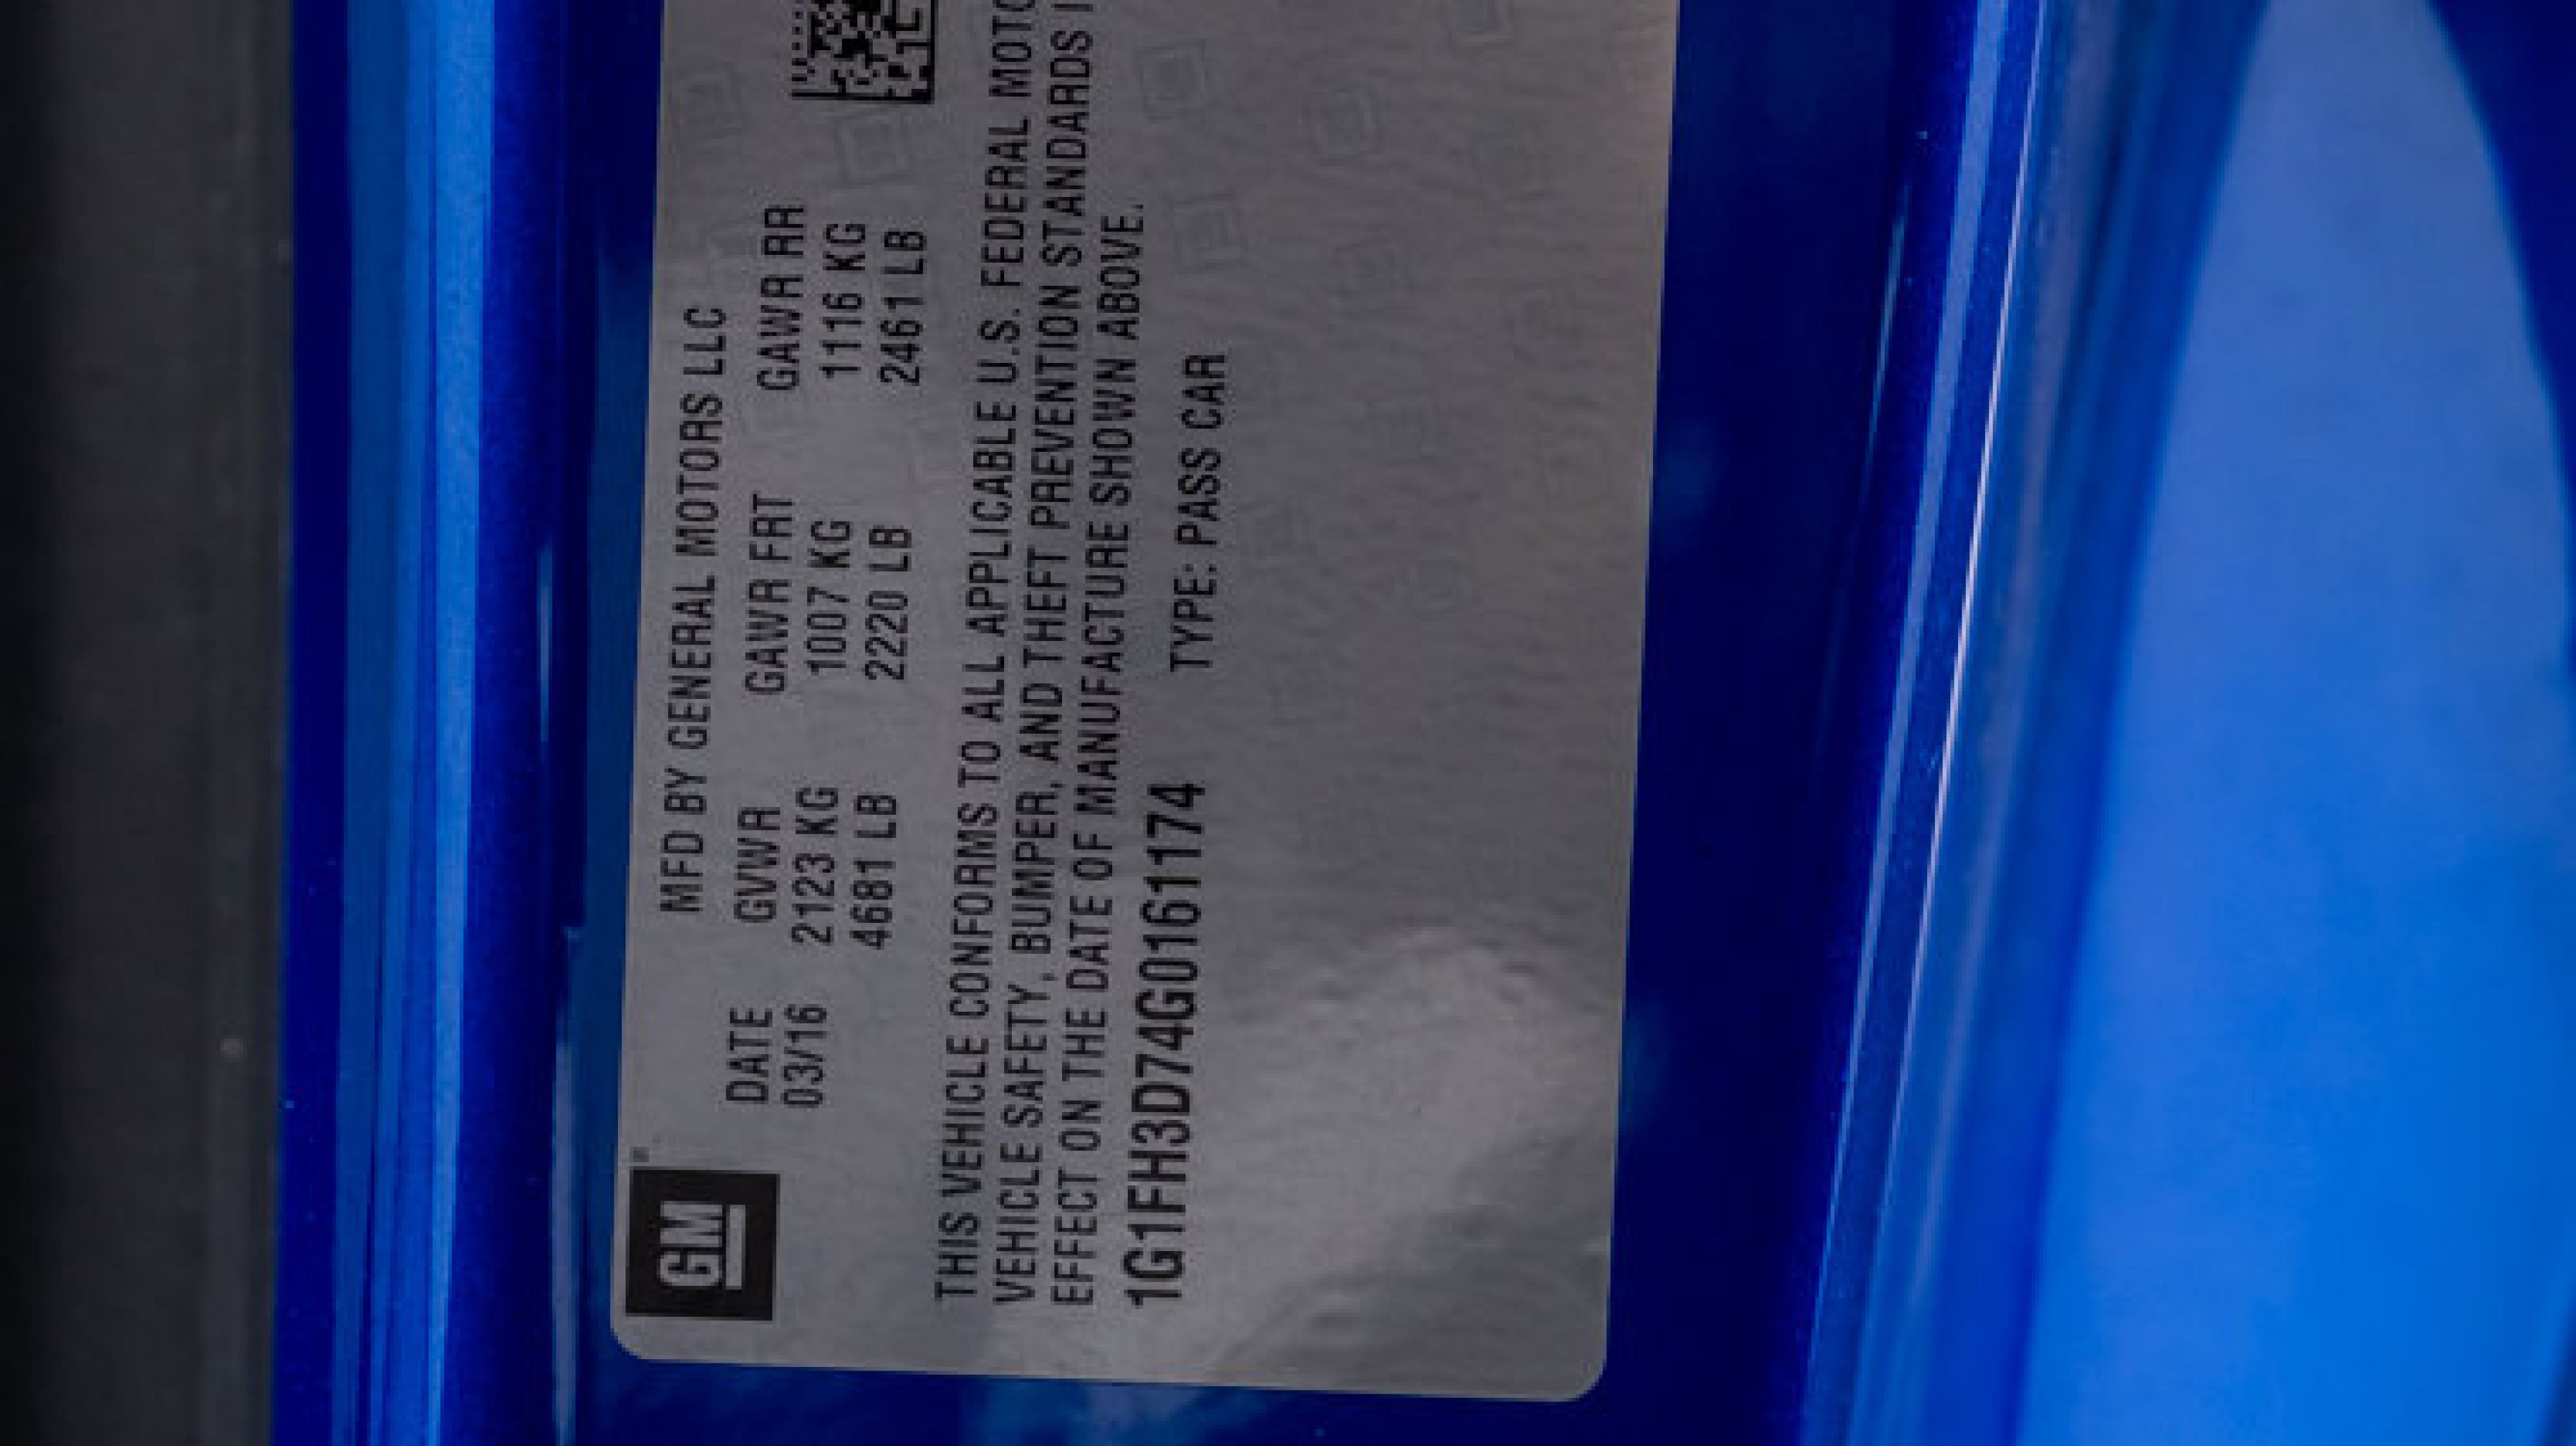 GM
MFD BY GENERAL MOTORS LLC
DATE GVWR GAWR FRT GAWR RR
03/16 2123 KG 1007 KG 1116 KG
4681 LB 2220 LB 2461 LB
THIS VEHICLE CONFORMS TO ALL APPLICABLE U.S. FEDERAL MOTO
VEHICLE SAFETY, BUMPER, AND THEFT PREVENTION STANDARDS I
EFFECT ON THE DATE OF MANUFACTURE SHOWN ABOVE.
1G1FH3D74G0161174 TYPE: PASS CAR